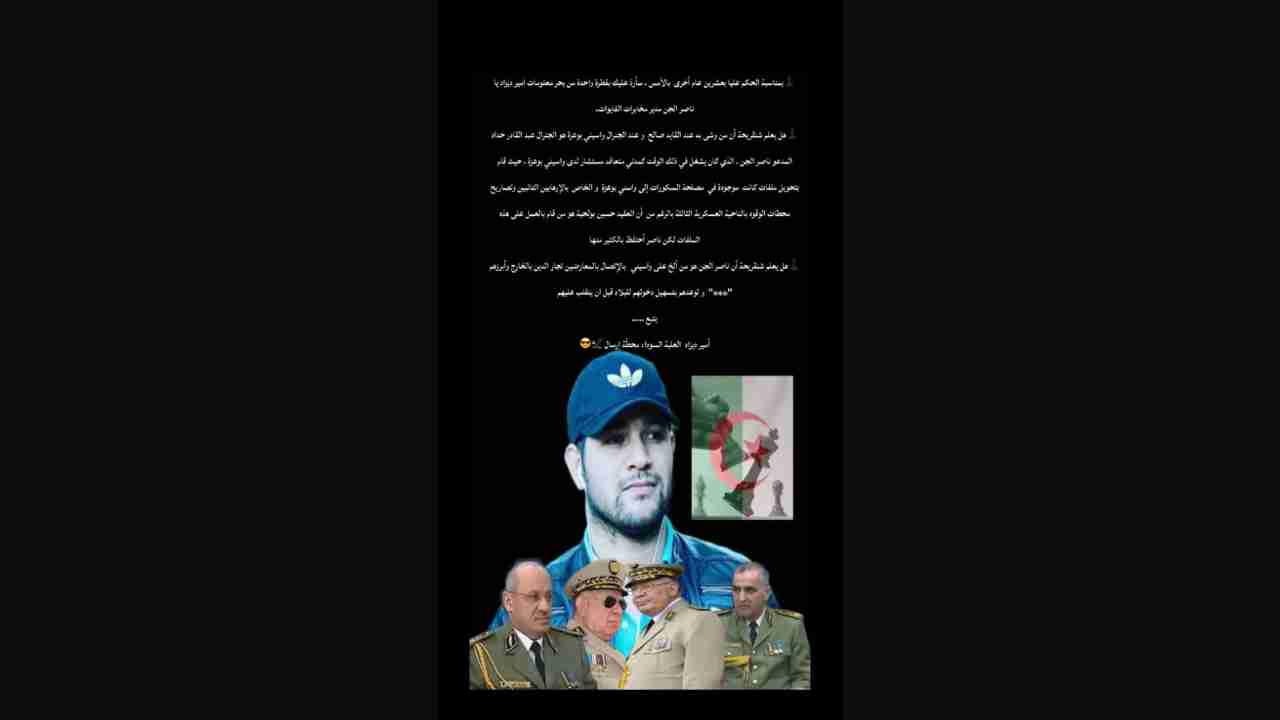 ♟ بمناسبة الحكم عليا بعشرين عام أخرى بالأمس ، سأردّ عليك بقطرة واحدة من بحر معلومات امير ديزاد يا
ناصر الجن مدير مخابرات القايوات..
♟ هل يعلم شنقريحة أن من وشى به عند القايد صالح و عند الجنرال واسيني بوعزة هو الجنرال عبد القادر حداد
المدعو ناصر الجن ، الذي كان يشغل في ذلك الوقت كمدني متعاقد مستشار لدى واسيني بوعزة ، حيث قام
بتحويل ملفات كانت موجودة في مصلحة السكورات إلى واسني بوعزة و الخاص بالإرهابيين التائبين وتصاريح
محطات الوقود بالناحية العسكرية الثالثة بالرغم من أن العقيد حسين بولحية هو من قام بالعمل على هذه
الملفات لكن ناصر أحتفظ بالكثير منها
♟ هل يعلم شنقريحة أن ناصر الجن هو من ألحّ على واسيني بالإتصال بالمعارضين تجار الدين بالخارج وأبرزهم
"***" و توعدهم بتسهيل دخولهم للبلاد قبل ان ينقلب عليهم
يتبع .....
أمير ديزاد العلبة السوداء محطّة إرسال 📡😎